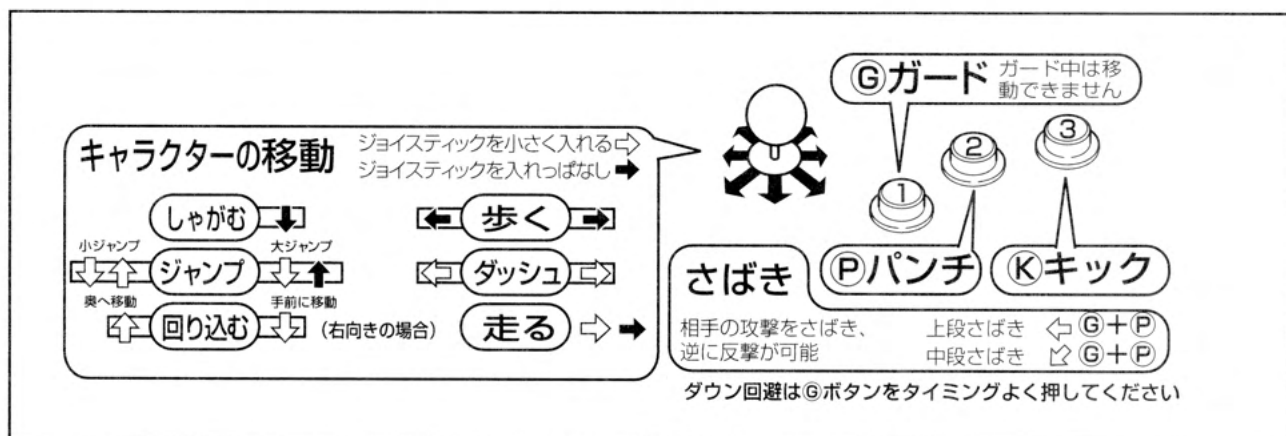 Ⓖガード ガード中は移
動できません
キャラクターの移動
ジョイスティックを小さく入れる⇨
ジョイスティックを入れっぱなし➡
しゃがむ ⬇
⬅ 歩く ➡
小ジャンプ 大ジャンプ
⇩⇧ ジャンプ ⇩⬆
⇦ ダッシュ ⇨
奥へ移動 手前に移動
⇧ 回り込む ⇩ (右向きの場合)
走る ⇨ ➡
1
2
3
Ⓟパンチ
Ⓚキック
さばき
相手の攻撃をさばき、
逆に反撃が可能
上段さばき ⇦ Ⓖ+Ⓟ
中段さばき ⬃ Ⓖ+Ⓟ
ダウン回避はⒼボタンをタイミングよく押してください